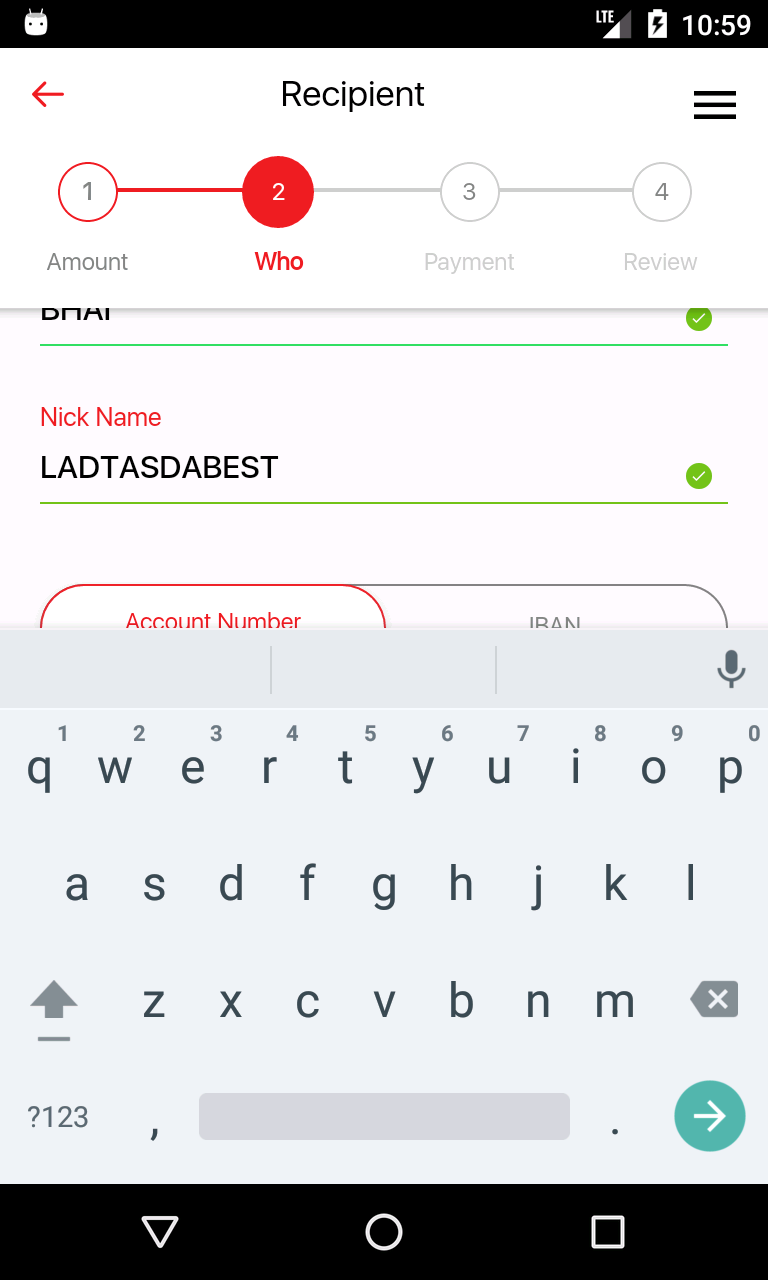 LTE 10:59
Recipient
1 2 3 4
Amount Who Payment Review
BHAI
Nick Name
LADTASDABEST
Account Number IBAN
1 2 3 4 5 6 7 8 9 0
q w e r t y u i o p
a s d f g h j k l
z x c v b n m
?123 , .